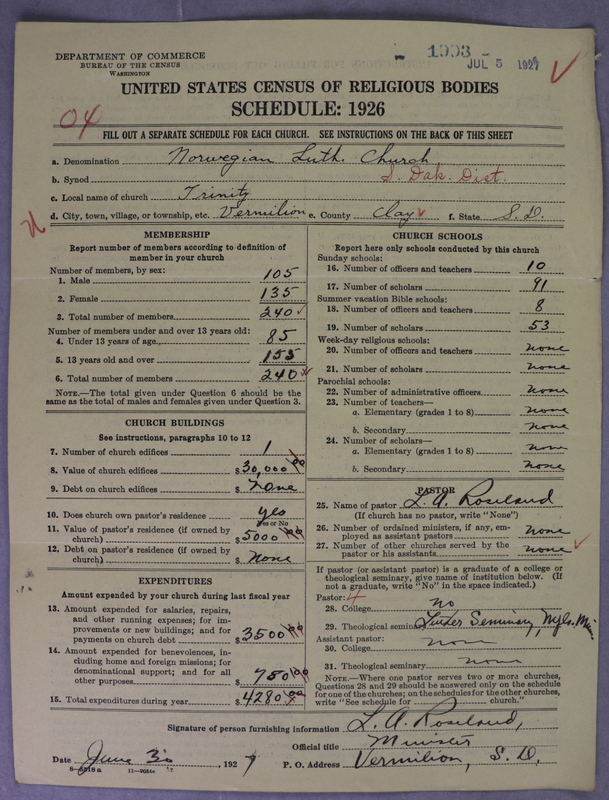 DEPARTMENT OF COMMERCE
BUREAU OF THE CENSUS
WASHINGTON
- 1993 -
JUL 5 1927
UNITED STATES CENSUS OF RELIGIOUS BODIES
SCHEDULE: 1926
04
FILL OUT A SEPARATE SCHEDULE FOR EACH CHURCH. SEE INSTRUCTIONS ON THE BACK OF THIS SHEET
a. Denomination Norwegian Luth. Church
b. Synod S. Dak. Dist.
c. Local name of church Trinity
d. City, town, village, or township, etc. Vermilion e. County Clay f. State S. D.
MEMBERSHIP
Report number of members according to definition of
member in your church
Number of members, by sex:
1. Male 105
2. Female 135
3. Total number of members 240
Number of members under and over 13 years old:
4. Under 13 years of age 85
5. 13 years old and over 155
6. Total number of members 240
NOTE.—The total given under Question 6 should be the
same as the total of males and females given under Question 3.
CHURCH BUILDINGS
See instructions, paragraphs 10 to 12
7. Number of church edifices 1
8. Value of church edifices $30,000 00
9. Debt on church edifices $ None
10. Does church own pastor's residence? yes
Yes or No
11. Value of pastor's residence (if owned by
church) $5000 00
12. Debt on pastor's residence (if owned by
church) $ None
EXPENDITURES
Amount expended by your church during last fiscal year
13. Amount expended for salaries, repairs,
and other running expenses; for im-
provements or new buildings; and for
payments on church debt $3500 00
14. Amount expended for benevolences, in-
cluding home and foreign missions; for
denominational support; and for all
other purposes $ 780 00
15. Total expenditures during year $4280 00
CHURCH SCHOOLS
Report here only schools conducted by this church
Sunday schools:
16. Number of officers and teachers 10
17. Number of scholars 91
Summer vacation Bible schools:
18. Number of officers and teachers 8
19. Number of scholars 53
Week-day religious schools:
20. Number of officers and teachers none
21. Number of scholars none
Parochial schools:
22. Number of administrative officers none
23. Number of teachers—
a. Elementary (grades 1 to 8) none
b. Secondary none
24. Number of scholars—
a. Elementary (grades 1 to 8) none
b. Secondary none
PASTOR
25. Name of pastor L. A. Roseland
(If church has no pastor, write "None")
26. Number of ordained ministers, if any, em-
ployed as assistant pastors none
27. Number of other churches served by the
pastor or his assistants none
If pastor (or assistant pastor) is a graduate of a college or
theological seminary, give name of institution below. (If
not a graduate, write "No" in the space indicated.)
Pastor: 4
28. College no
29. Theological seminary Luther Seminary, Mpls. Minn
Assistant pastor:
30. College none
31. Theological seminary none
NOTE.—Where one pastor serves two or more churches,
Questions 28 and 29 should be answered only on the schedule
for one of the churches; on the schedules for the other churches,
write "See schedule for church."
Signature of person furnishing information L. A. Roseland,
Official title Minister
Date June 30, 1927 P. O. Address Vermilion, S. D.
8—5518a 11—9054